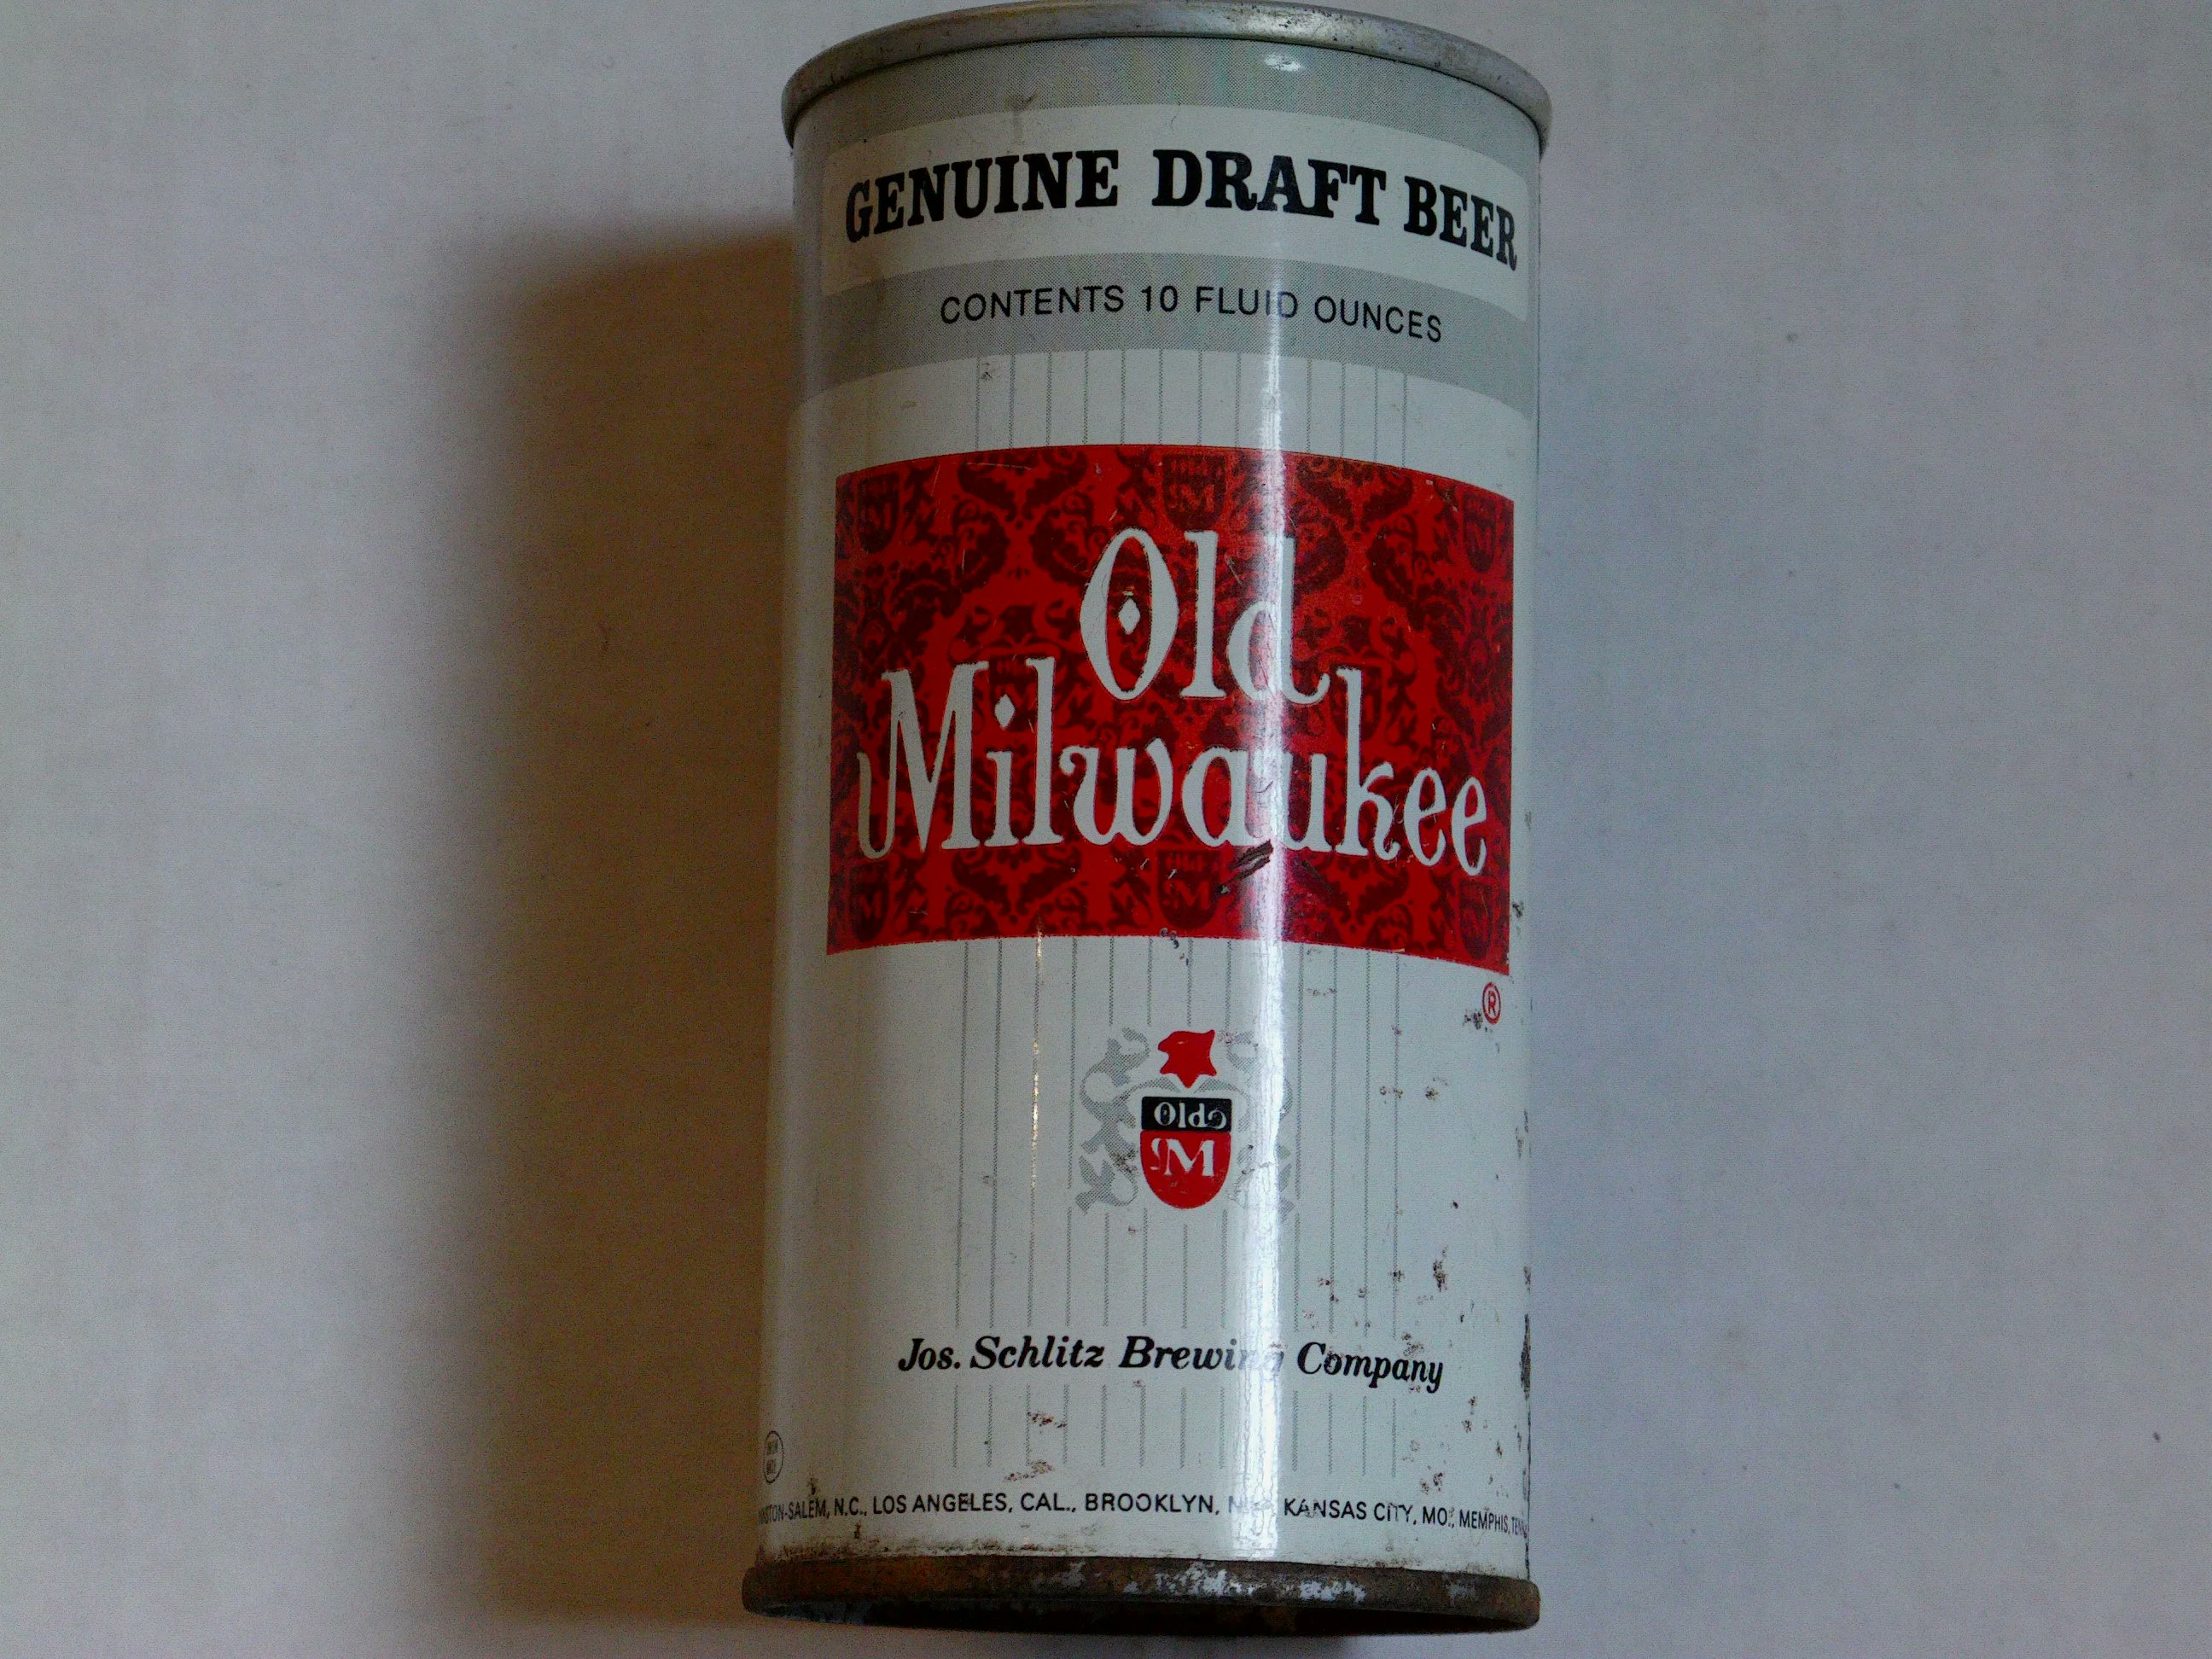 GENUINE DRAFT BEER
CONTENTS 10 FLUID OUNCES
Old
Milwaukee
®
Old
M
Jos. Schlitz Brewing Company
-SALEM, N.C., LOS ANGELES, CAL., BROOKLYN, KANSAS CITY, MO., MEMPHIS,